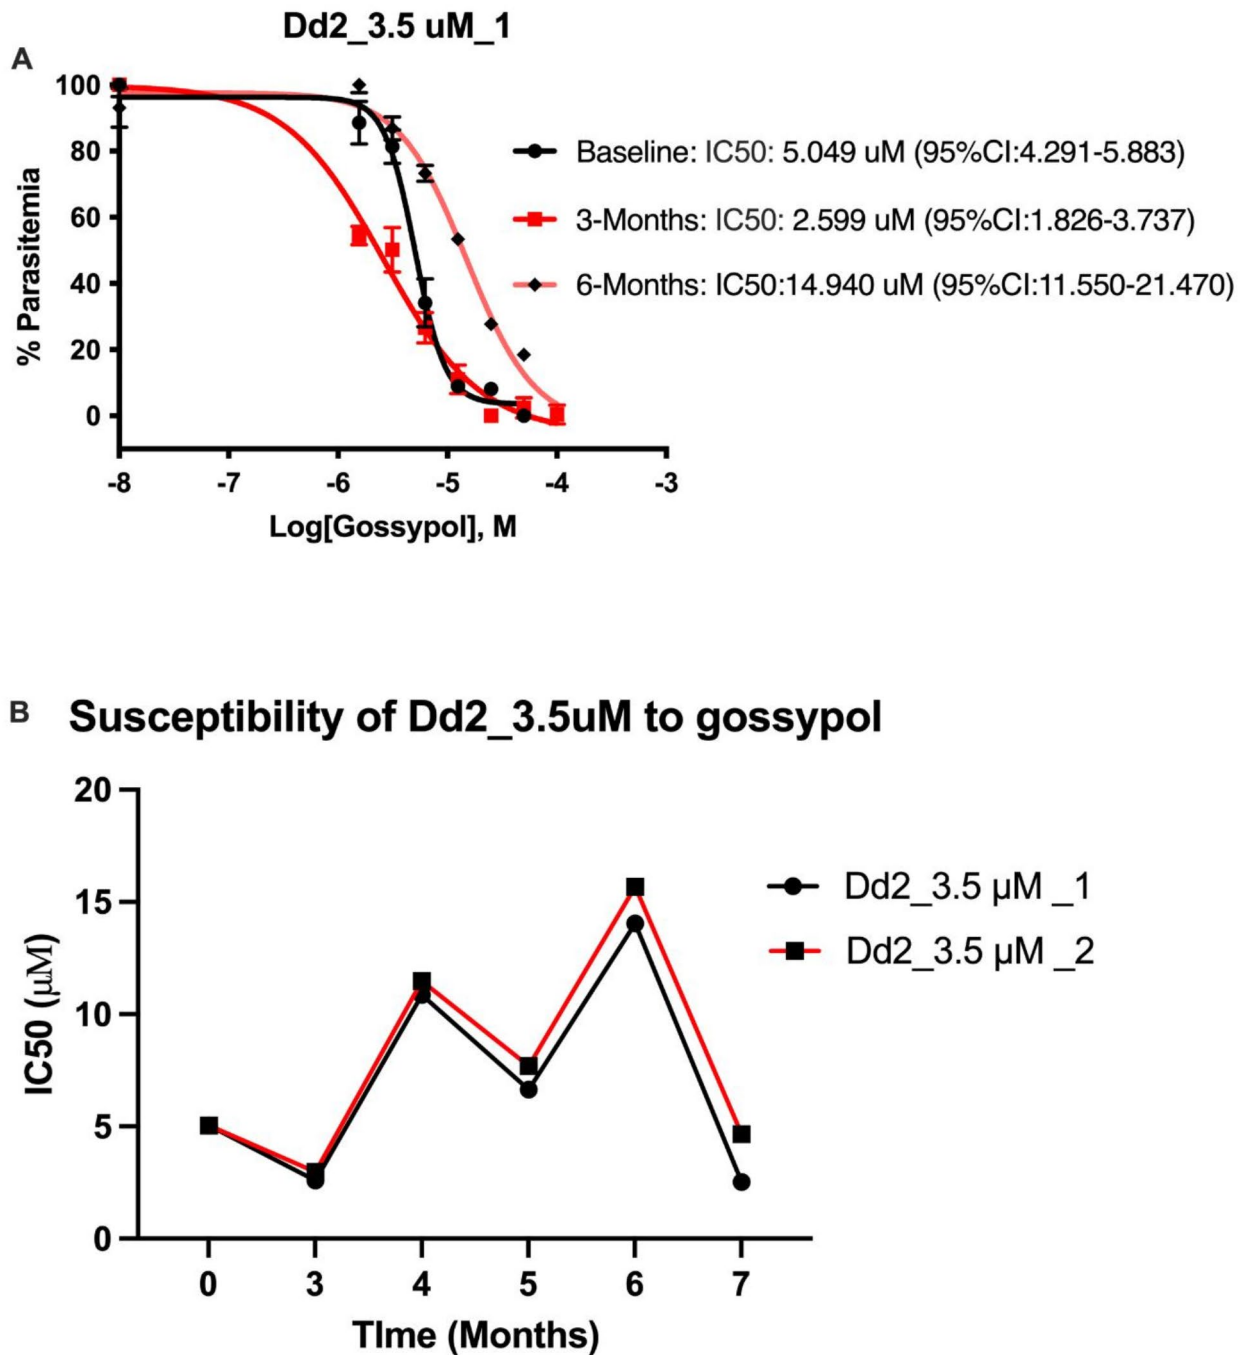 A
Dd2_3.5 uM_1
% Parasitemia
100
80
60
40
20
0
-8 -7 -6 -5 -4 -3
Log[Gossypol], M
Baseline: IC50: 5.049 uM (95%CI:4.291-5.883)
3-Months: IC50: 2.599 uM (95%CI:1.826-3.737)
6-Months: IC50:14.940 uM (95%CI:11.550-21.470)
B
Susceptibility of Dd2_3.5uM to gossypol
IC50 (μM)
20
15
10
5
0
0 3 4 5 6 7
TIme (Months)
Dd2_3.5 μM _1
Dd2_3.5 μM _2